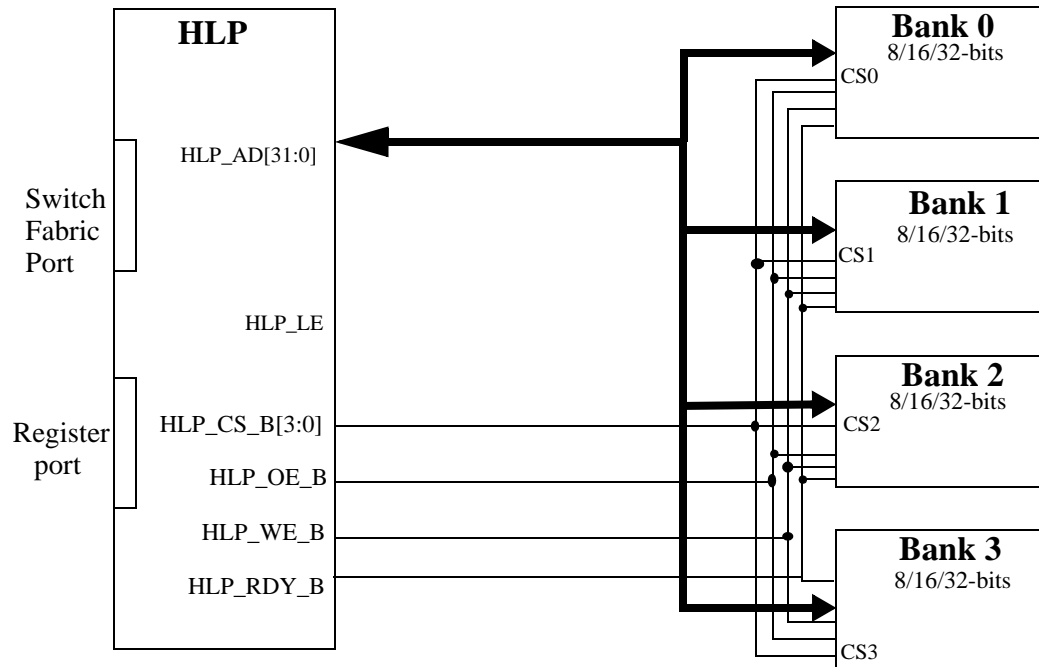 HLP
Switch
Fabric
Port
Register
port
HLP_AD[31:0]
HLP_LE
HLP_CS_B[3:0]
HLP_OE_B
HLP_WE_B
HLP_RDY_B
Bank 0
8/16/32-bits
CS0
Bank 1
8/16/32-bits
CS1
Bank 2
8/16/32-bits
CS2
Bank 3
8/16/32-bits
CS3